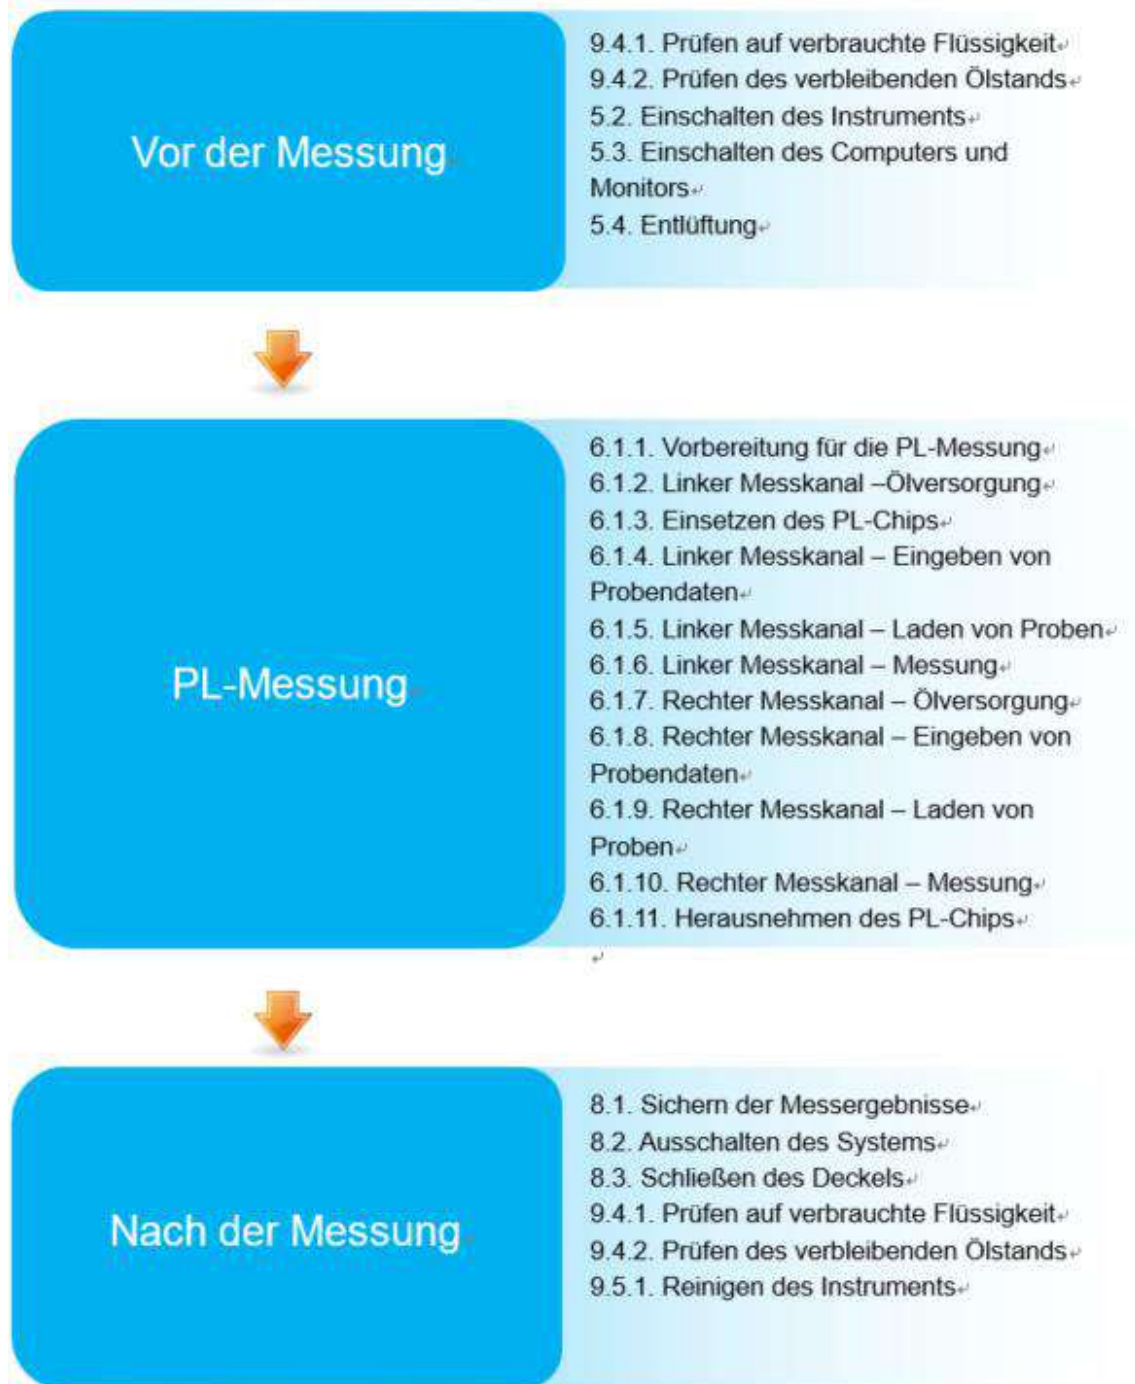 Vor der Messung
9.4.1. Prüfen auf verbrauchte Flüssigkeit
9.4.2. Prüfen des verbleibenden Ölstands
5.2. Einschalten des Instruments
5.3. Einschalten des Computers und
Monitors
5.4. Entlüftung
PL-Messung
6.1.1. Vorbereitung für die PL-Messung
6.1.2. Linker Messkanal –Ölversorgung
6.1.3. Einsetzen des PL-Chips
6.1.4. Linker Messkanal – Eingeben von
Probendaten
6.1.5. Linker Messkanal – Laden von Proben
6.1.6. Linker Messkanal – Messung
6.1.7. Rechter Messkanal – Ölversorgung
6.1.8. Rechter Messkanal – Eingeben von
Probendaten
6.1.9. Rechter Messkanal – Laden von
Proben
6.1.10. Rechter Messkanal – Messung
6.1.11. Herausnehmen des PL-Chips
Nach der Messung
8.1. Sichern der Messergebnisse
8.2. Ausschalten des Systems
8.3. Schließen des Deckels
9.4.1. Prüfen auf verbrauchte Flüssigkeit
9.4.2. Prüfen des verbleibenden Ölstands
9.5.1. Reinigen des Instruments